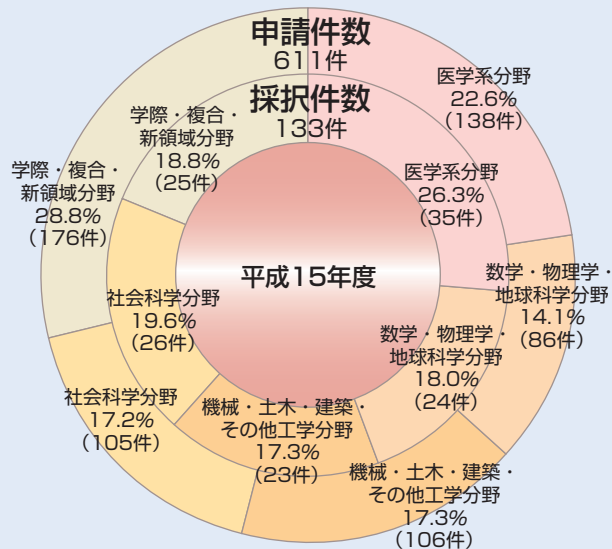 申請件数
611件
採択件数
133件
平成15年度
医学系分野
22.6%
(138件)
数学・物理学・
地球科学分野
14.1%
(86件)
機械・土木・建築・
その他工学分野
17.3%
(106件)
社会科学分野
17.2%
(105件)
学際・複合・
新領域分野
28.8%
(176件)
医学系分野
26.3%
(35件)
数学・物理学・
地球科学分野
18.0%
(24件)
機械・土木・建築・
その他工学分野
17.3%
(23件)
社会科学分野
19.6%
(26件)
学際・複合・
新領域分野
18.8%
(25件)